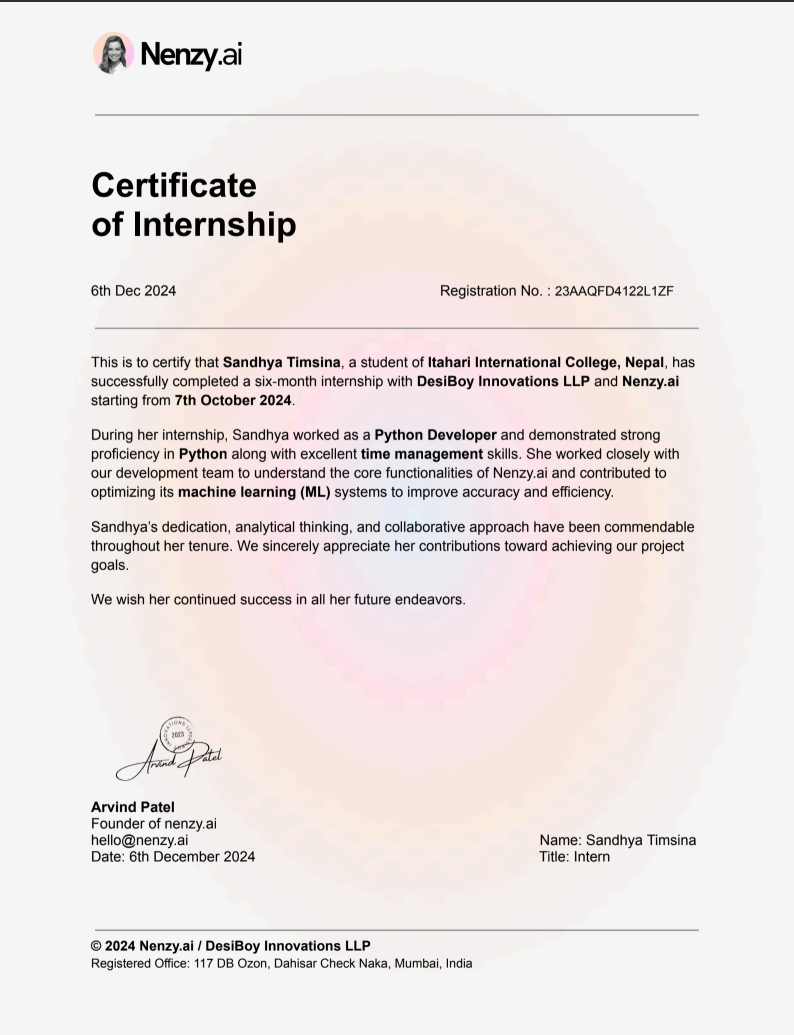 Nenzy.ai
Certificate
of Internship
6th Dec 2024
Registration No. : 23AAQFD4122L1ZF
This is to certify that Sandhya Timsina, a student of Itahari International College, Nepal, has
successfully completed a six-month internship with DesiBoy Innovations LLP and Nenzy.ai
starting from 7th October 2024.
During her internship, Sandhya worked as a Python Developer and demonstrated strong
proficiency in Python along with excellent time management skills. She worked closely with
our development team to understand the core functionalities of Nenzy.ai and contributed to
optimizing its machine learning (ML) systems to improve accuracy and efficiency.
Sandhya's dedication, analytical thinking, and collaborative approach have been commendable
throughout her tenure. We sincerely appreciate her contributions toward achieving our project
goals.
We wish her continued success in all her future endeavors.
2023
Arvind Patel
Arvind Patel
Founder of nenzy.ai
hello@nenzy.ai
Date: 6th December 2024
Name: Sandhya Timsina
Title: Intern
© 2024 Nenzy.ai / DesiBoy Innovations LLP
Registered Office: 117 DB Ozon, Dahisar Check Naka, Mumbai, India